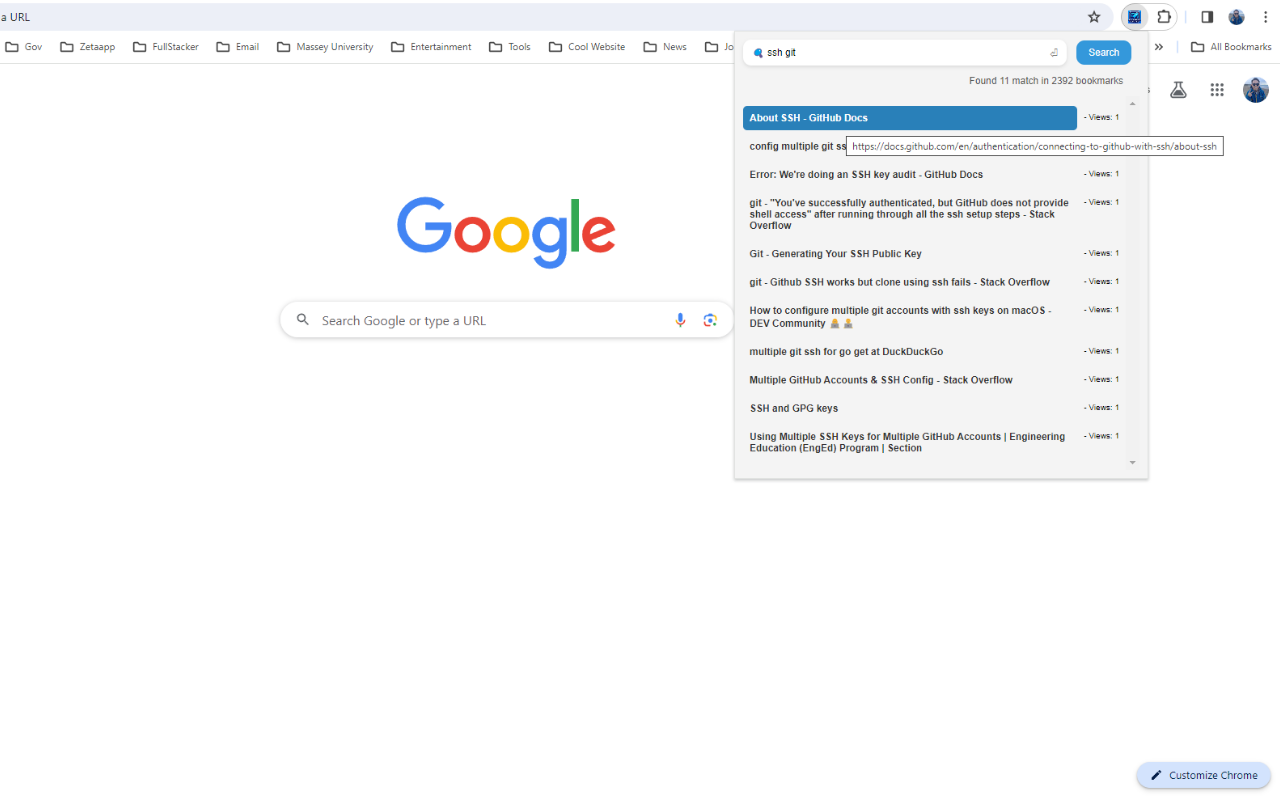 a URL
Gov
Zetaapp
FullStacker
Email
Massey University
Entertainment
Tools
Cool Website
News
Jo
»
All Bookmarks
ssh git
Search
Found 11 match in 2392 bookmarks
About SSH - GitHub Docs
- Views: 1
config multiple git ss
https://docs.github.com/en/authentication/connecting-to-github-with-ssh/about-ssh
Error: We're doing an SSH key audit - GitHub Docs
- Views: 1
git - "You've successfully authenticated, but GitHub does not provide
- Views: 1
shell access" after running through all the ssh setup steps - Stack
Overflow
Git - Generating Your SSH Public Key
- Views: 1
git - Github SSH works but clone using ssh fails - Stack Overflow
- Views: 1
How to configure multiple git accounts with ssh keys on macOS -
- Views: 1
DEV Community 🧑‍💻 🧑‍💻
multiple git ssh for go get at DuckDuckGo
- Views: 1
Multiple GitHub Accounts & SSH Config - Stack Overflow
- Views: 1
SSH and GPG keys
- Views: 1
Using Multiple SSH Keys for Multiple GitHub Accounts | Engineering
- Views: 1
Education (EngEd) Program | Section
Google
Search Google or type a URL
Customize Chrome